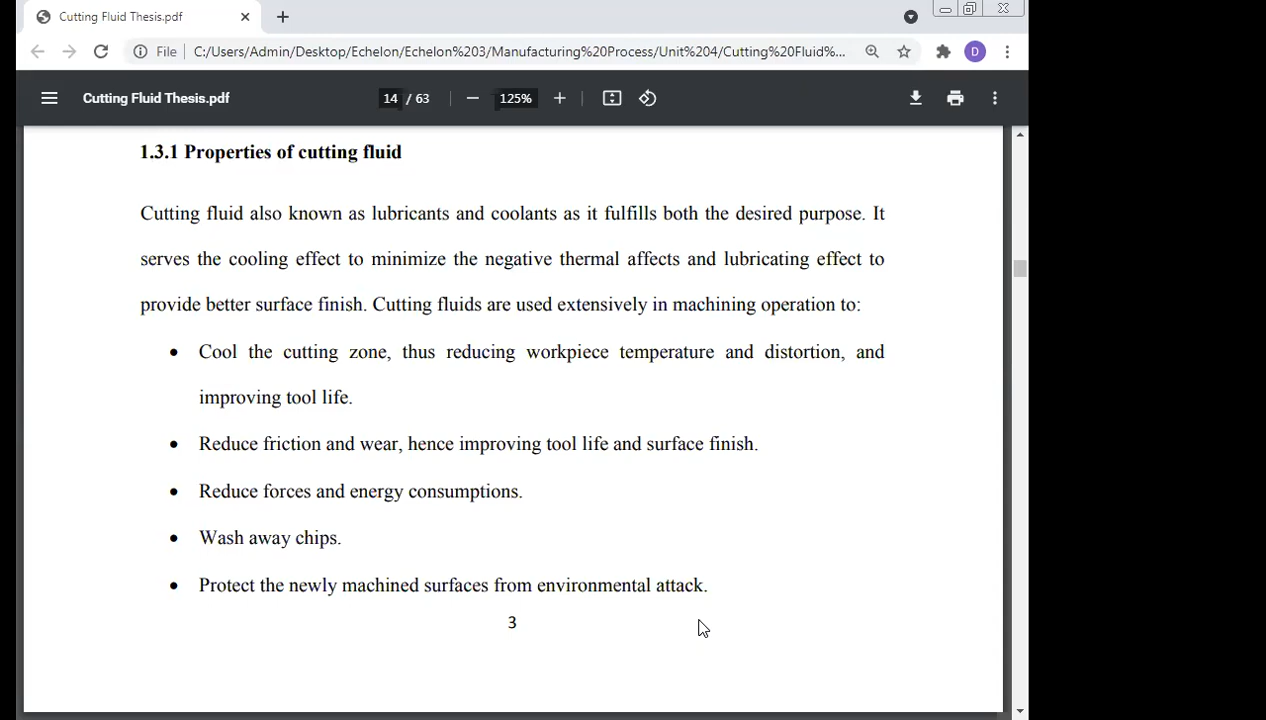 Cutting Fluid Thesis.pdf
File C:/Users/Admin/Desktop/Echelon/Echelon%203/Manufacturing%20Process/Unit%204/Cutting%20Fluid%... D
Cutting Fluid Thesis.pdf 14 / 63 125%
1.3.1 Properties of cutting fluid
Cutting fluid also known as lubricants and coolants as it fulfills both the desired purpose. It
serves the cooling effect to minimize the negative thermal affects and lubricating effect to
provide better surface finish. Cutting fluids are used extensively in machining operation to:
• Cool the cutting zone, thus reducing workpiece temperature and distortion, and
improving tool life.
• Reduce friction and wear, hence improving tool life and surface finish.
• Reduce forces and energy consumptions.
• Wash away chips.
• Protect the newly machined surfaces from environmental attack.
3